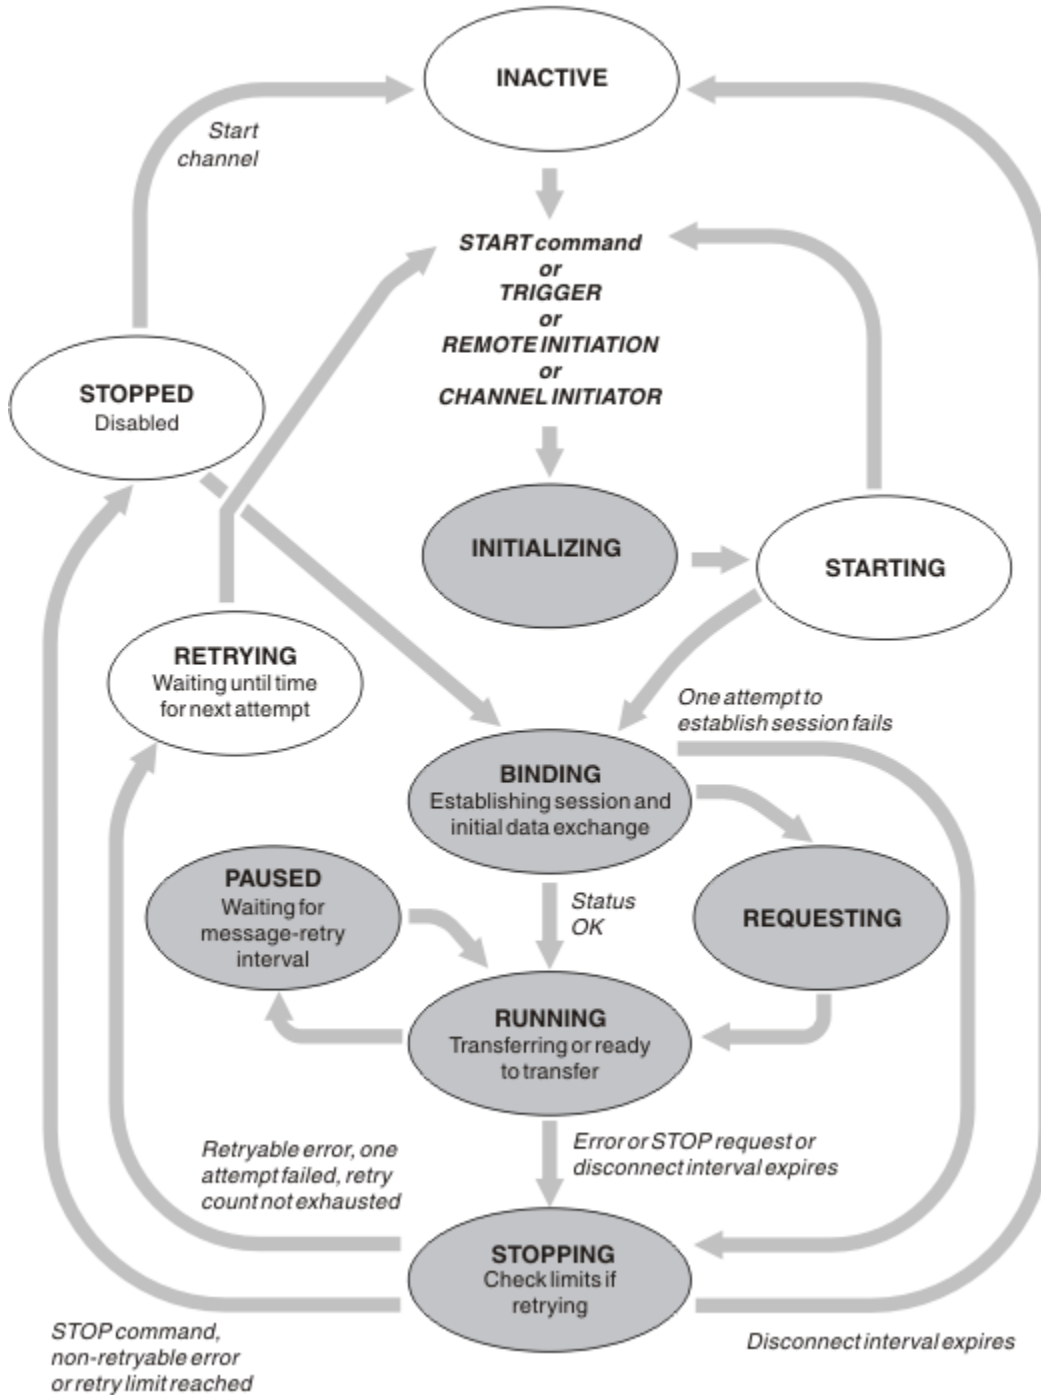 INACTIVE
Start
channel
START command
or
TRIGGER
or
REMOTE INITIATION
or
CHANNEL INITIATOR
STOPPED
Disabled
INITIALIZING
STARTING
RETRYING
Waiting until time
for next attempt
One attempt to
establish session fails
BINDING
Establishing session and
initial data exchange
PAUSED
Waiting for
message-retry
interval
Status
OK
REQUESTING
RUNNING
Transferring or ready
to transfer
Retryable error, one
attempt failed, retry
count not exhausted
Error or STOP request or
disconnect interval expires
STOPPING
Check limits if
retrying
STOP command,
non-retryable error
or retry limit reached
Disconnect interval expires